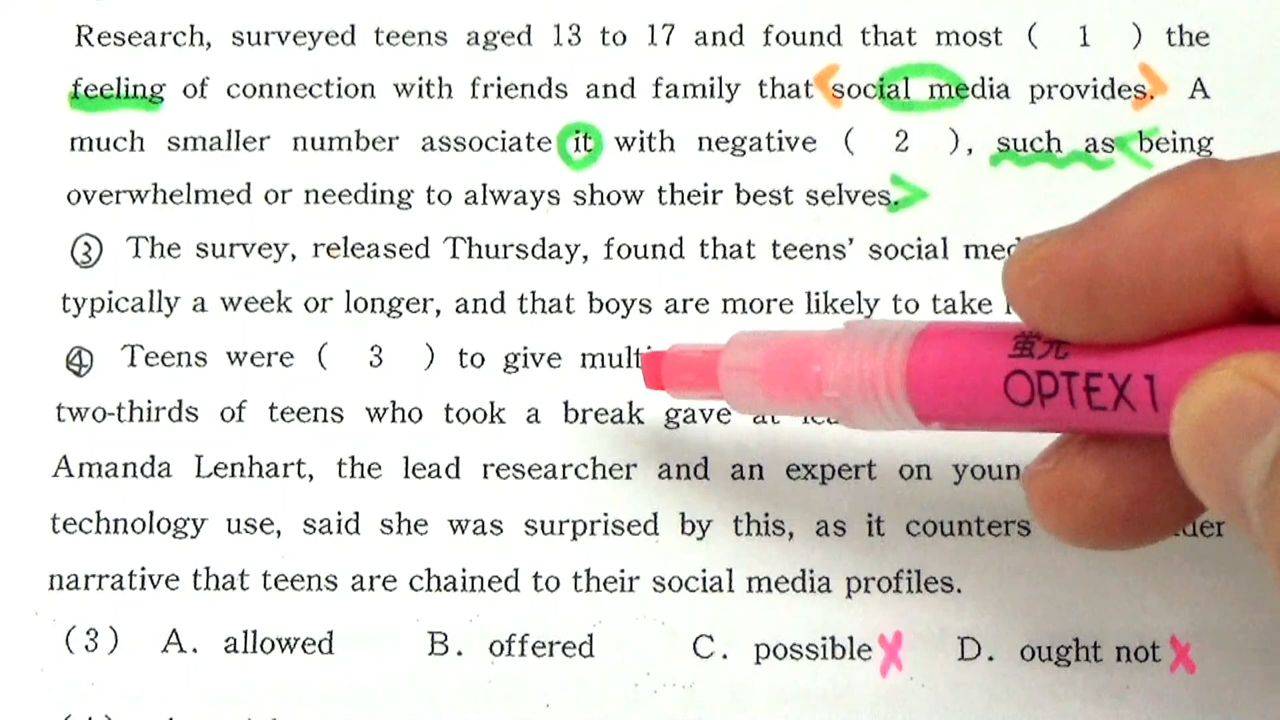 Research, surveyed teens aged 13 to 17 and found that most ( 1 ) the
feeling of connection with friends and family that social media provides. A
much smaller number associate it with negative ( 2 ), such as being
overwhelmed or needing to always show their best selves.
③ The survey, released Thursday, found that teens' social
typically a week or longer, and that boys are more likely to take
④ Teens were ( 3 ) to give
two-thirds of teens who took a break gave at
Amanda Lenhart, the lead researcher and an expert on
technology use, said she was surprised by this, as it counters
narrative that teens are chained to their social media profiles.
(3) A. allowed B. offered C. possible X D. ought not X
蛍光
OPTEX 1